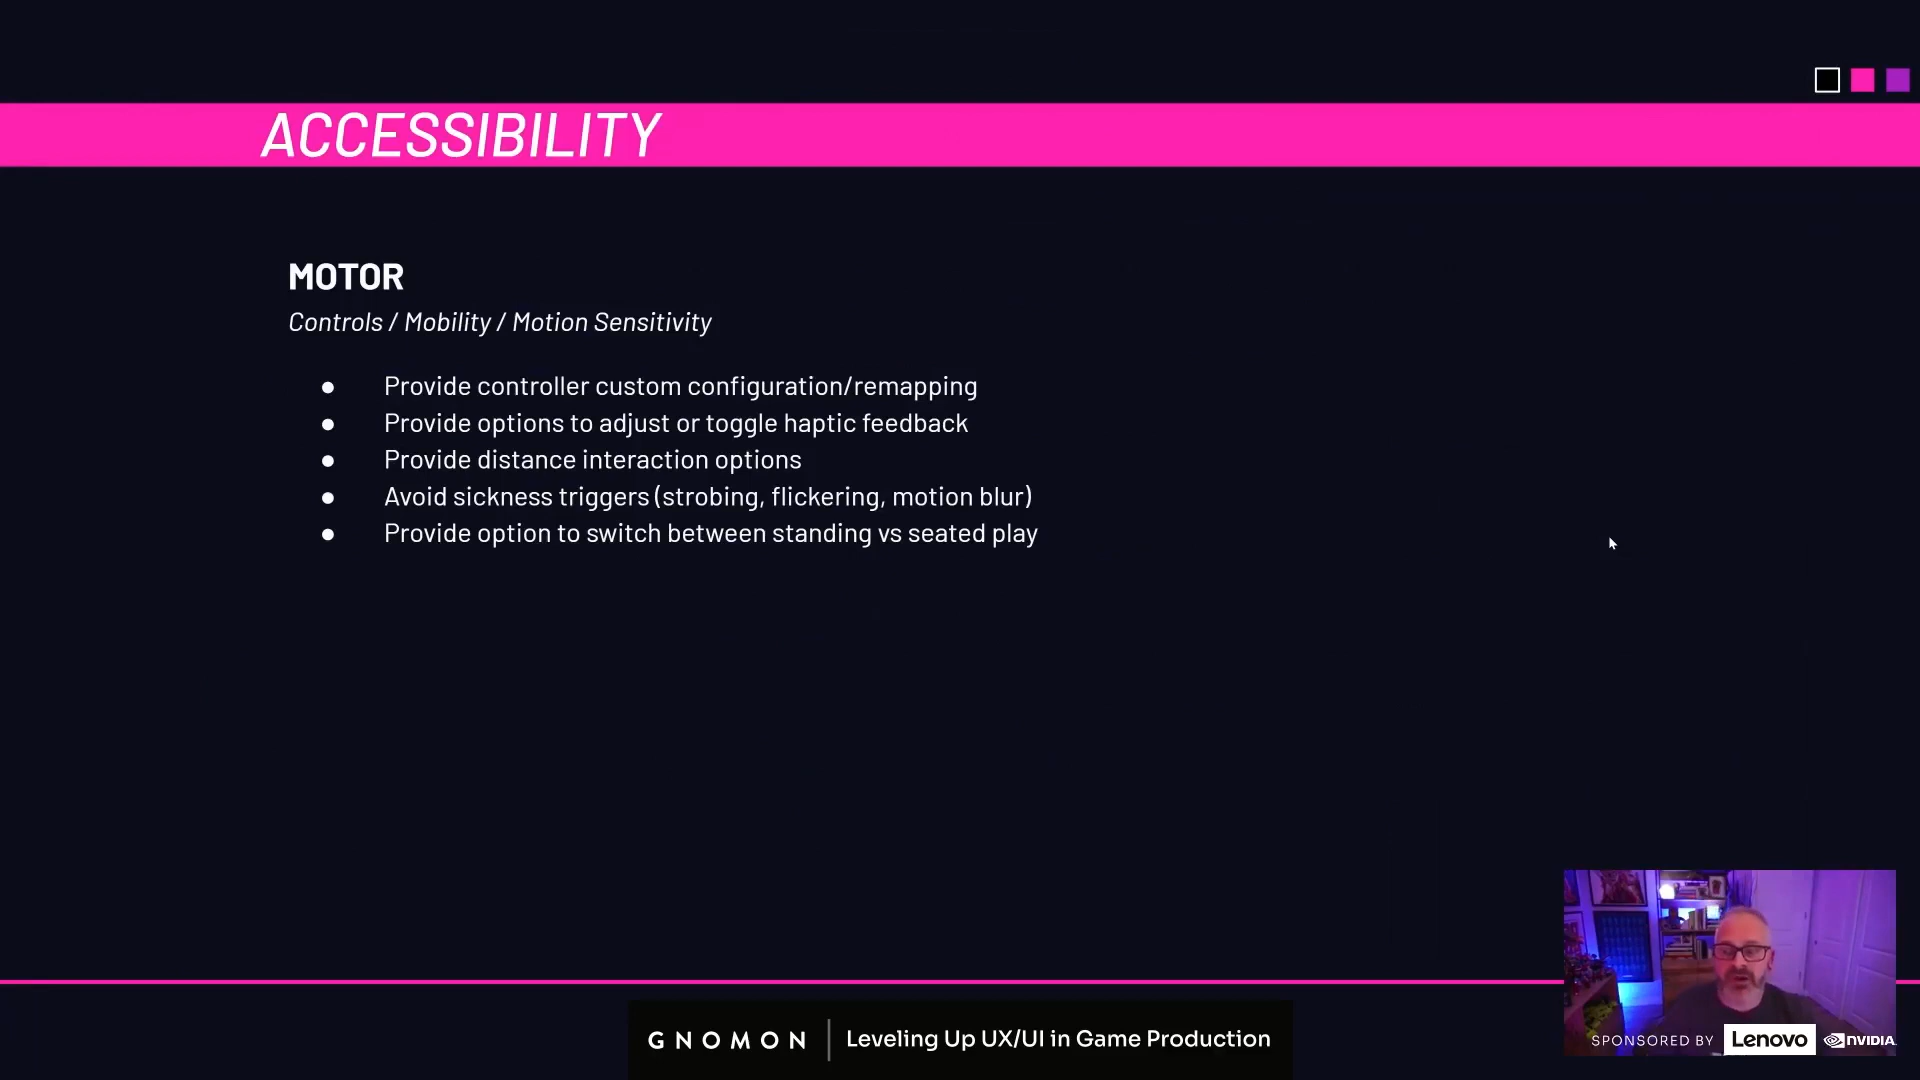 ACCESSIBILITY
MOTOR
Controls / Mobility / Motion Sensitivity
● Provide controller custom configuration/remapping
● Provide options to adjust or toggle haptic feedback
● Provide distance interaction options
● Avoid sickness triggers (strobing, flickering, motion blur)
● Provide option to switch between standing vs seated play
GNOMON | Leveling Up UX/UI in Game Production
SPONSORED BY Lenovo NVIDIA.